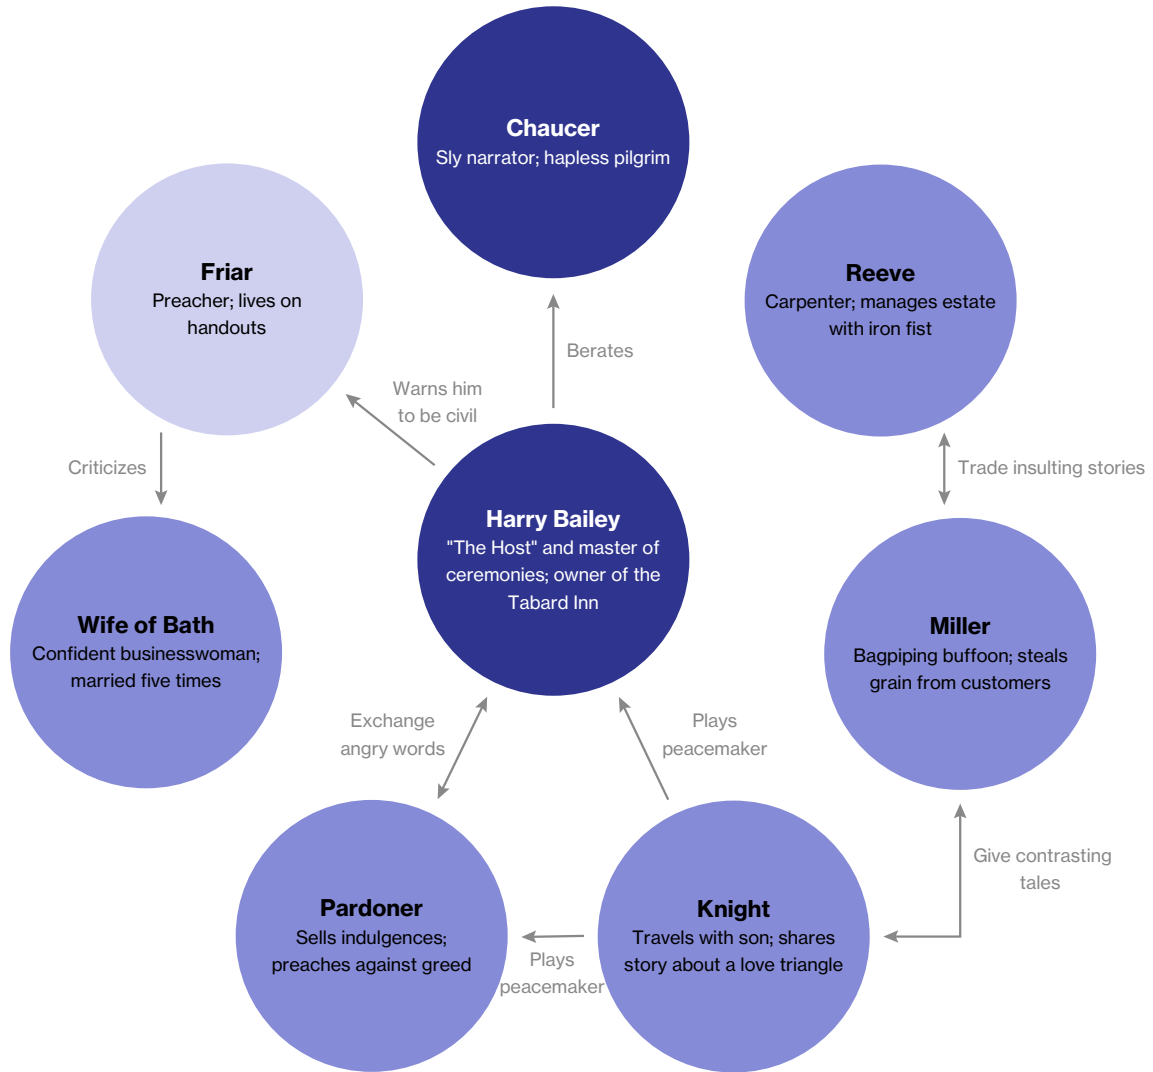 Chaucer
Sly narrator; hapless pilgrim
Friar
Preacher; lives on
handouts
Reeve
Carpenter; manages estate
with iron fist
Berates
Warns him
to be civil
Criticizes
Trade insulting stories
Harry Bailey
"The Host" and master of
ceremonies; owner of the
Tabard Inn
Wife of Bath
Confident businesswoman;
married five times
Miller
Bagpiping buffoon; steals
grain from customers
Exchange
angry words
Plays
peacemaker
Give contrasting
tales
Pardoner
Sells indulgences;
preaches against greed
Plays
peacemaker
Knight
Travels with son; shares
story about a love triangle